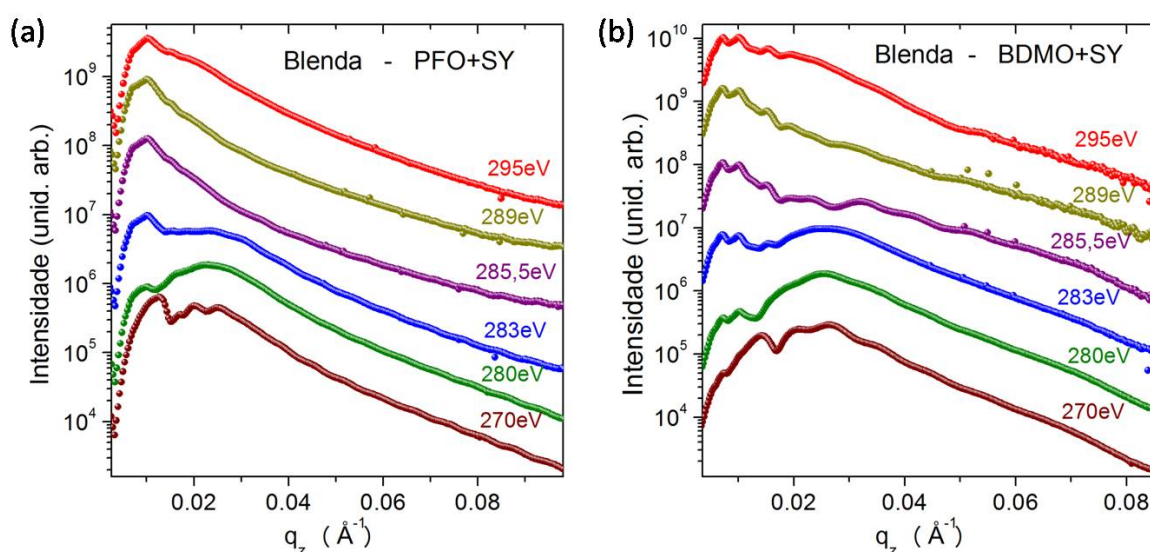 (a)
Blenda - PFO+SY
Intensidade (unid. arb.)
10⁹
10⁸
10⁷
10⁶
10⁵
10⁴
295eV
289eV
285,5eV
283eV
280eV
270eV
0.02
0.04
0.06
0.08
q_z ( Å⁻¹)
(b)
Blenda - BDMO+SY
Intensidade (unid. arb.)
10¹⁰
10⁹
10⁸
10⁷
10⁶
10⁵
10⁴
295eV
289eV
285,5eV
283eV
280eV
270eV
0.02
0.04
0.06
0.08
q_z ( Å⁻¹)